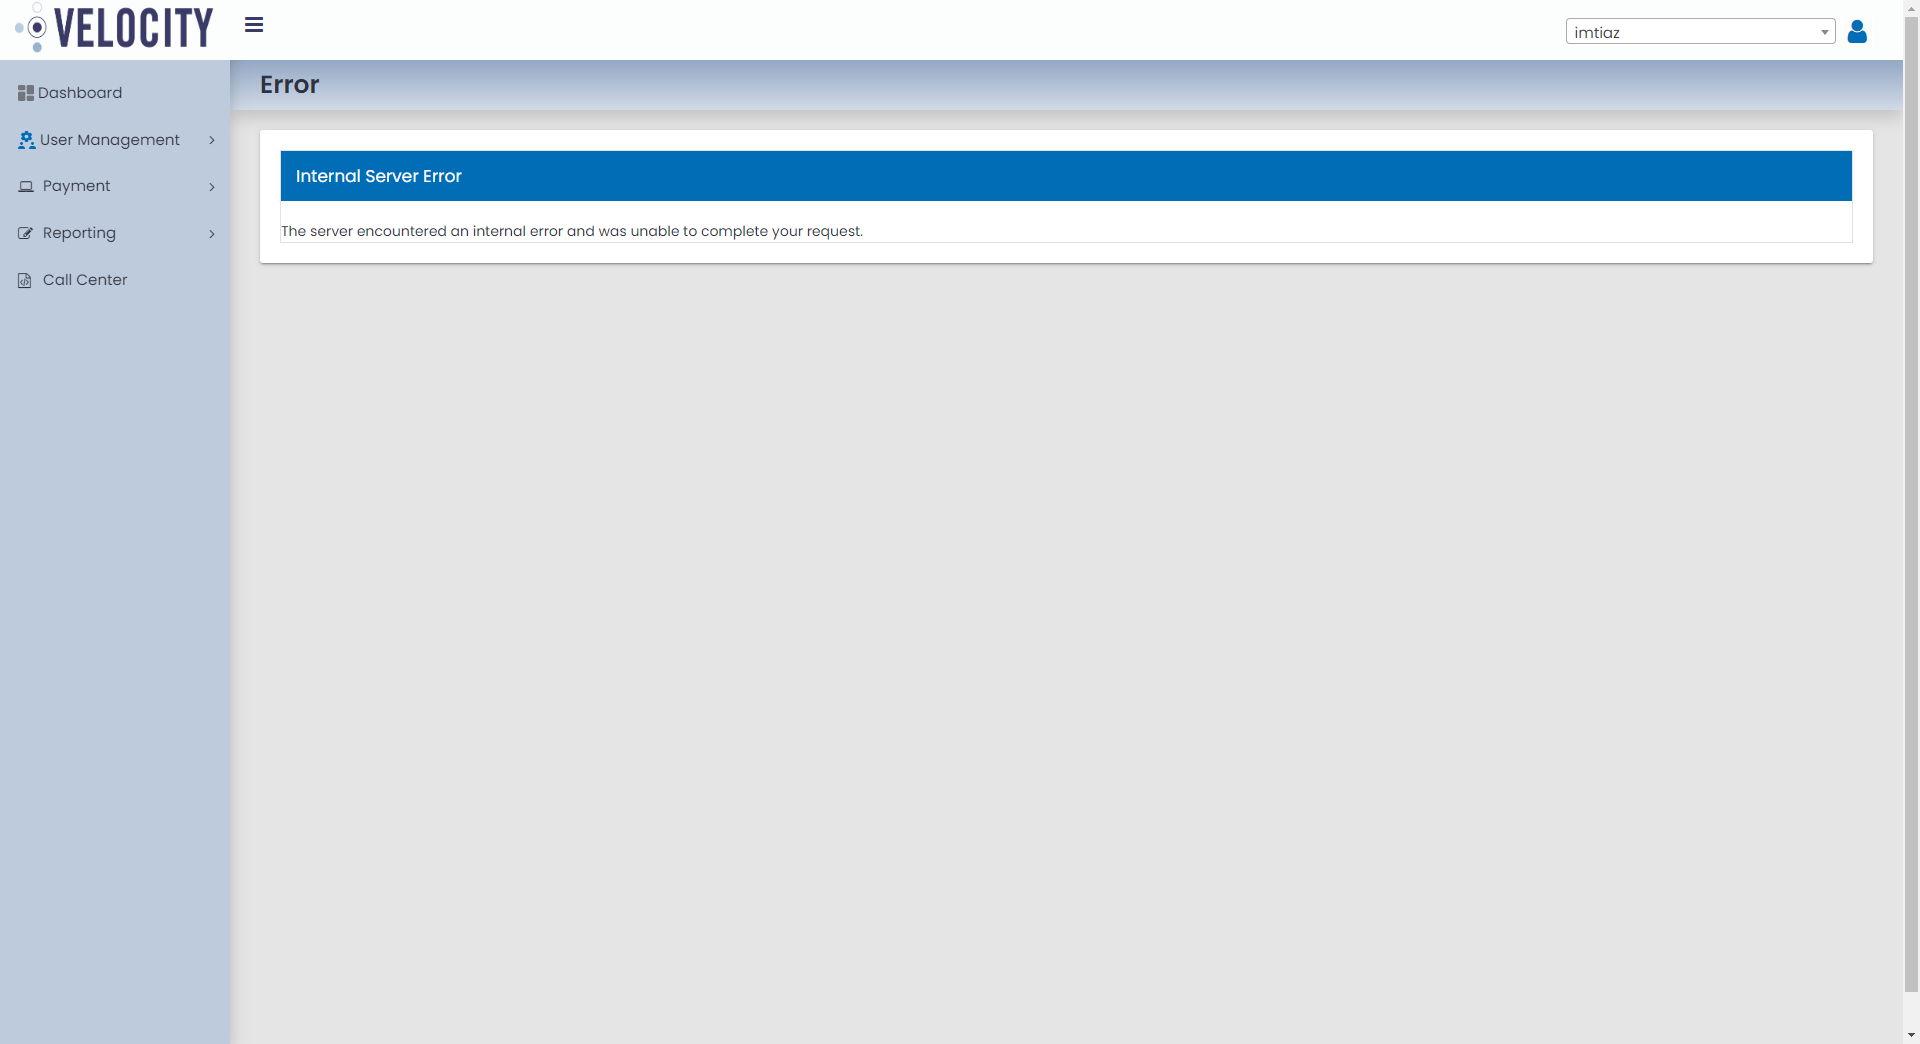 VELOCITY
imtiaz
Dashboard
User Management
Payment
Reporting
Call Center
Error
Internal Server Error
The server encountered an internal error and was unable to complete your request.